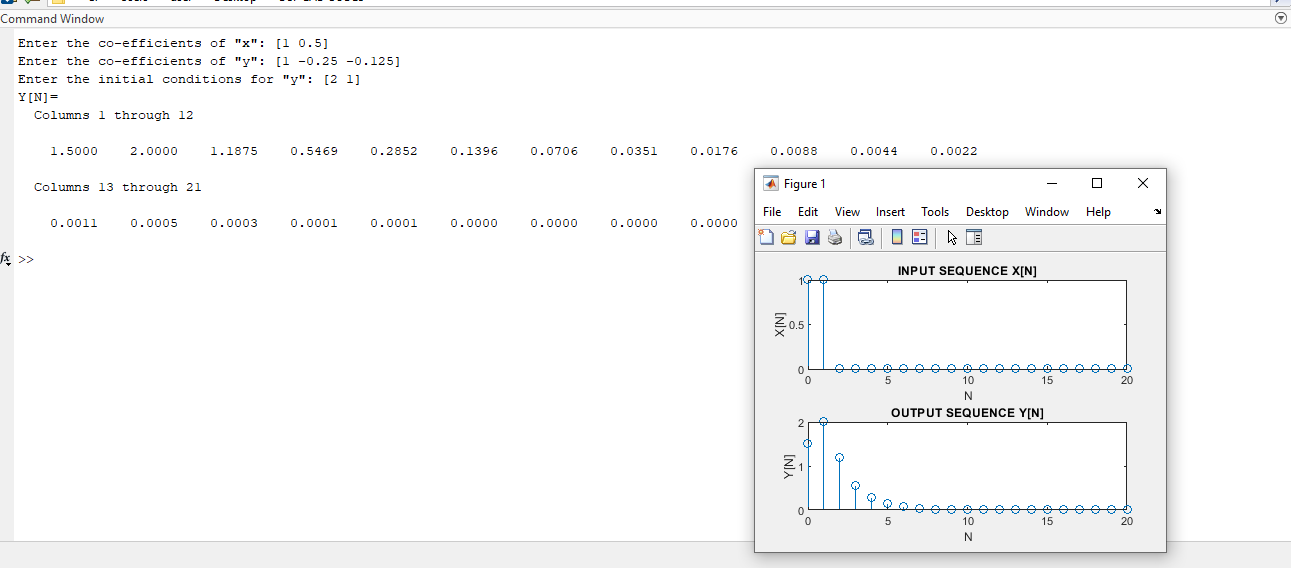 Command Window
Enter the co-efficients of "x": [1 0.5]
Enter the co-efficients of "y": [1 -0.25 -0.125]
Enter the initial conditions for "y": [2 1]
Y[N]=
Columns 1 through 12
1.5000 2.0000 1.1875 0.5469 0.2852 0.1396 0.0706 0.0351 0.0176 0.0088 0.0044 0.0022
Columns 13 through 21
0.0011 0.0005 0.0003 0.0001 0.0001 0.0000 0.0000 0.0000 0.0000
fx >>
Figure 1
File Edit View Insert Tools Desktop Window Help
INPUT SEQUENCE X[N]
1
0.5
0
X[N]
0 5 10 15 20
N
OUTPUT SEQUENCE Y[N]
2
1
0
Y[N]
0 5 10 15 20
N